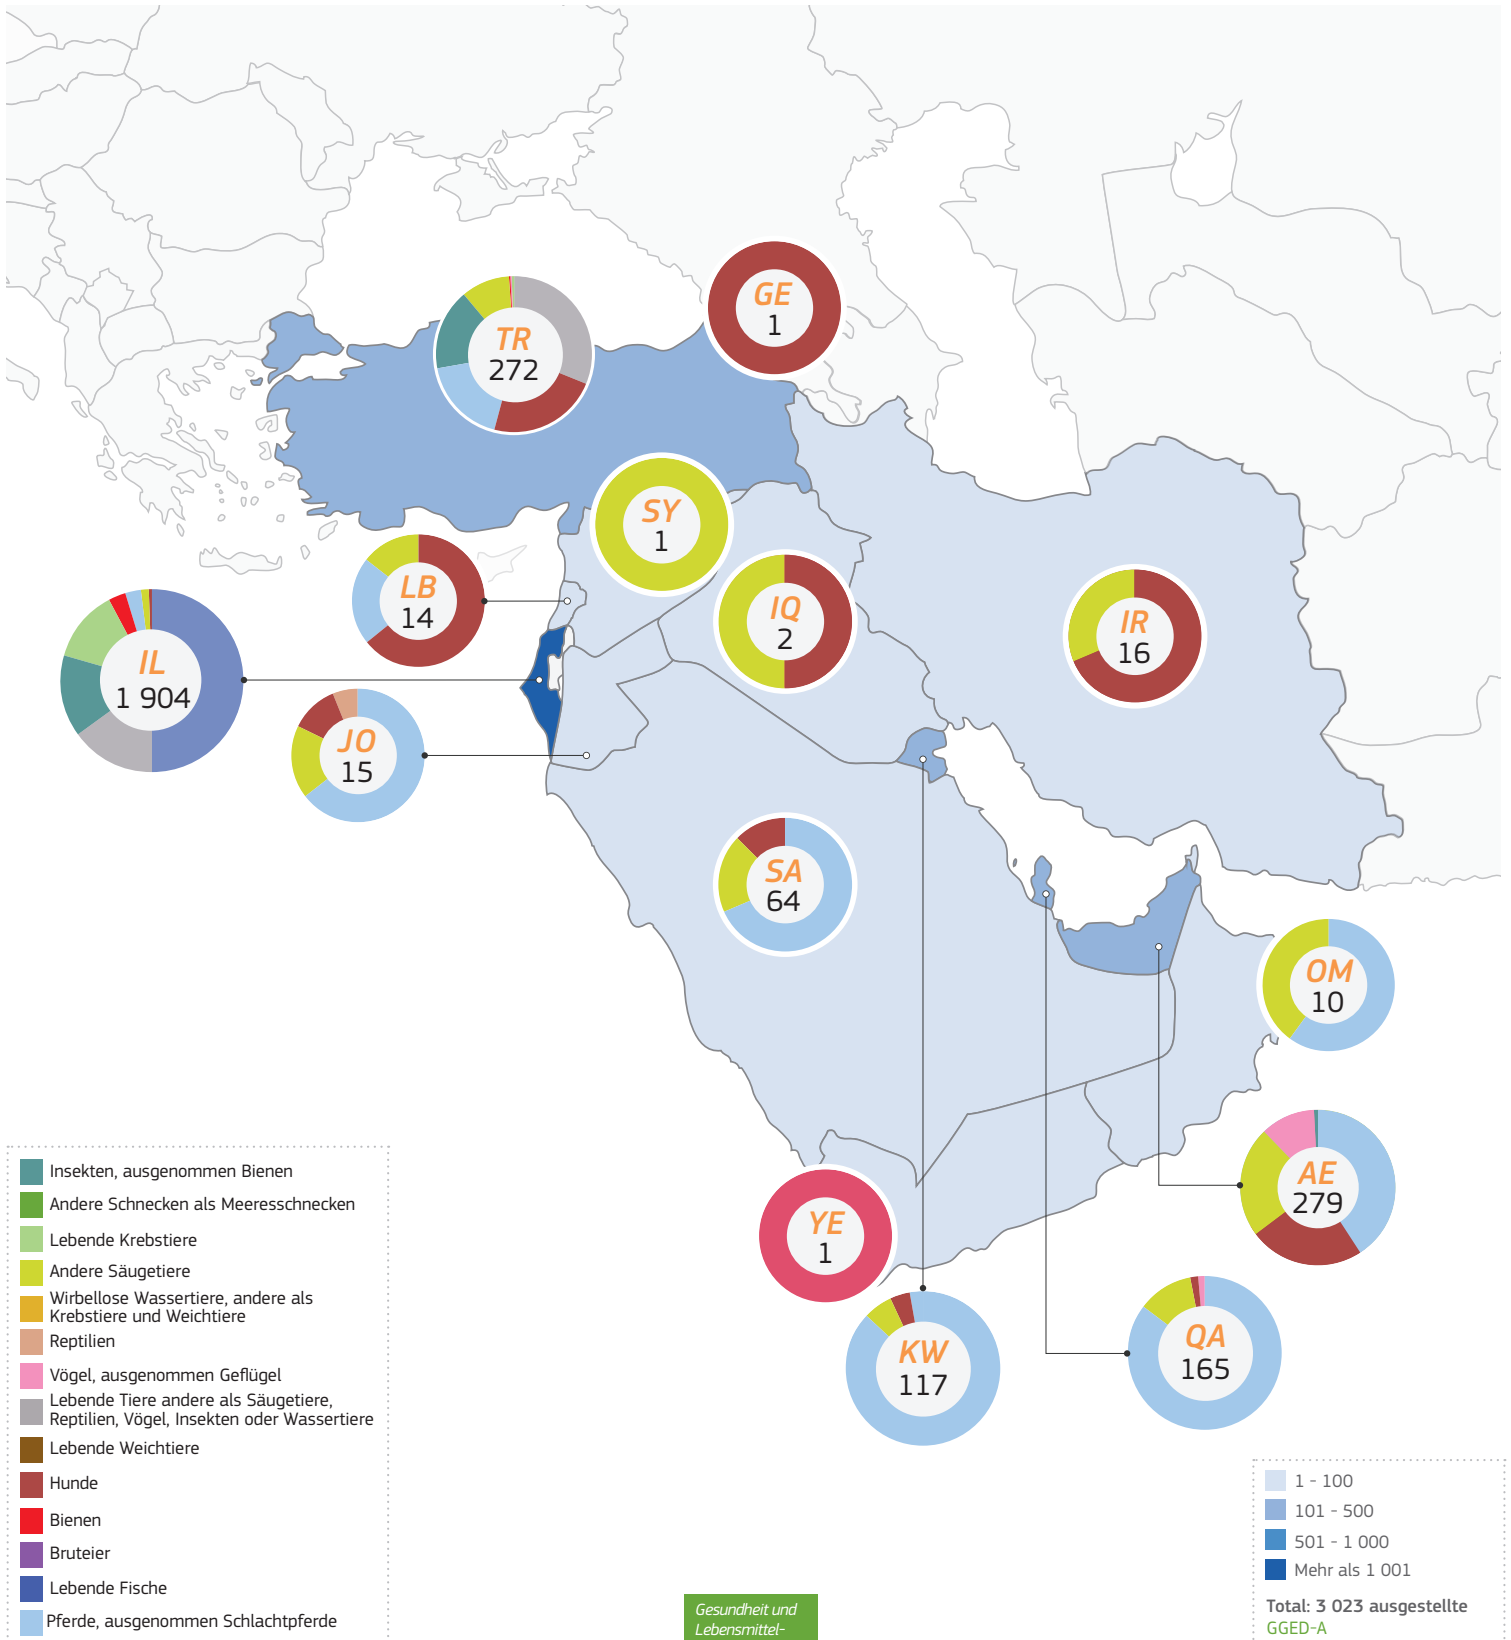 GE
1
TR
272
SY
1
LB
14
IQ
2
IR
16
IL
1 904
JO
15
SA
64
OM
10
AE
279
YE
1
KW
117
QA
165
Insekten, ausgenommen Bienen
Andere Schnecken als Meeresschnecken
Lebende Krebstiere
Andere Säugetiere
Wirbellose Wassertiere, andere als
Krebstiere und Weichtiere
Reptilien
Vögel, ausgenommen Geflügel
Lebende Tiere andere als Säugetiere,
Reptilien, Vögel, Insekten oder Wassertiere
Lebende Weichtiere
Hunde
Bienen
Bruteier
Lebende Fische
Pferde, ausgenommen Schlachtpferde
1 - 100
101 - 500
501 - 1 000
Mehr als 1 001
Total: 3 023 ausgestellte
GGED-A
Gesundheit und
Lebensmittel-